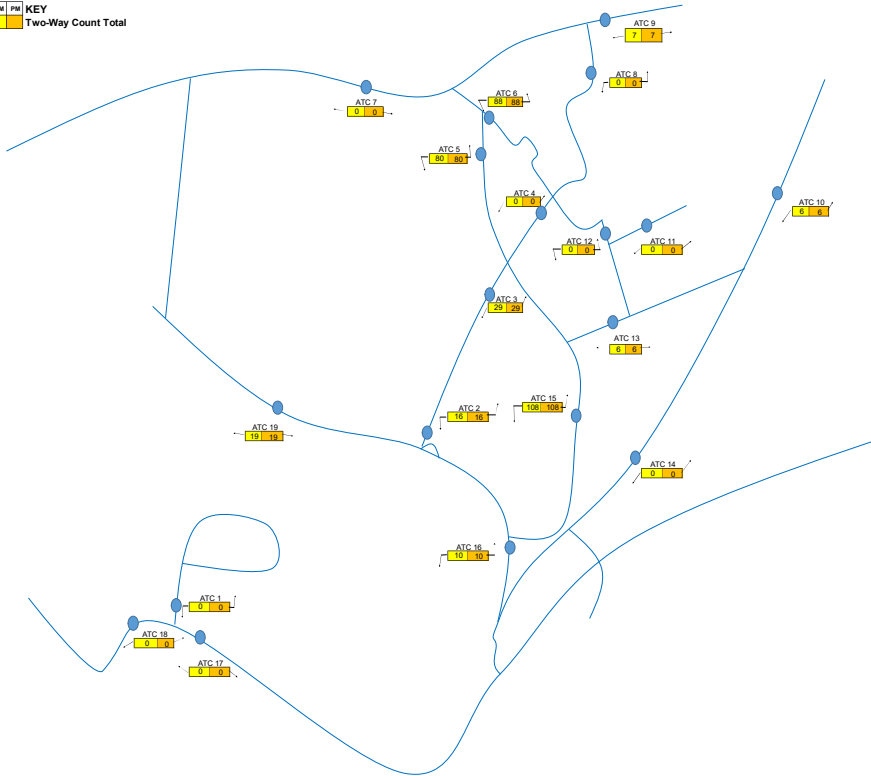 PM KEY
Two-Way Count Total
ATC 9
7 7
ATC 8
0 0
ATC 6
88 88
ATC 7
0 0
ATC 5
80 80
ATC 4
0 0
ATC 10
6 6
ATC 12
0 0
ATC 11
0 0
ATC 3
29 29
ATC 13
6 6
ATC 2
16 16
ATC 15
108 108
ATC 19
19 19
ATC 14
0 0
ATC 16
10 10
ATC 1
0 0
ATC 18
0 0
ATC 17
0 0